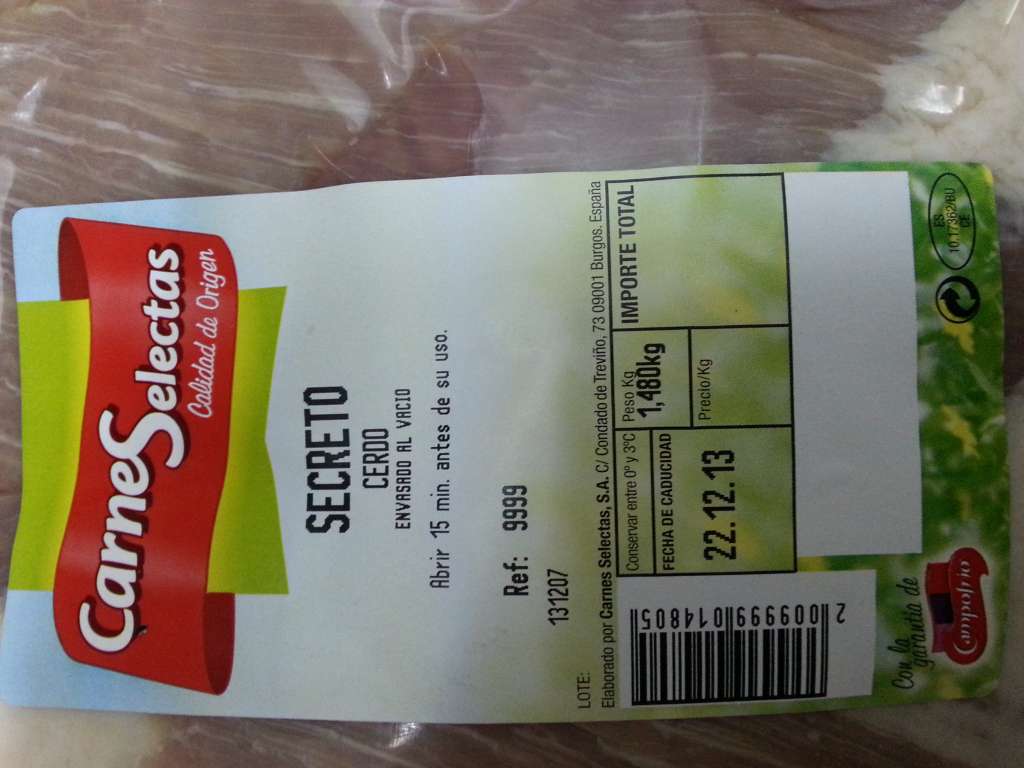 Carnes Selectas
Calidad de Origen
SECRETO
CERDO
ENVASADO AL VACIO
Abrir 15 min. antes de su uso.
Ref: 9999
131207
LOTE:
Elaborado por Carnes Selectas, S.A. C/ Condado de Treviño, 73 09001 Burgos. España
Conservar entre 0° y 3°C
Peso Kg
1,480kg
IMPORTE TOTAL
FECHA DE CADUCIDAD
22.12.13
Precio/Kg
2 009999 014805
Con la
garantía de
Campofrío
ES
10.17362/BU
CE